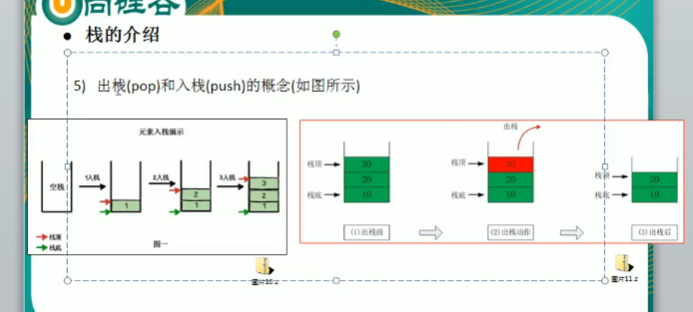 尚硅谷
• 栈的介绍
5) 出栈(pop)和入栈(push)的概念(如图所示)
元素入栈演示
空栈
1入栈
2入栈
3入栈
1
2
1
3
2
1
栈顶
栈底
图一
出栈
栈顶
30
20
栈底
10
栈顶
30
20
栈底
10
栈顶
20
栈底
10
(1)出栈前
(2)出栈动作
(3)出栈后
图片10.z
图片11.z